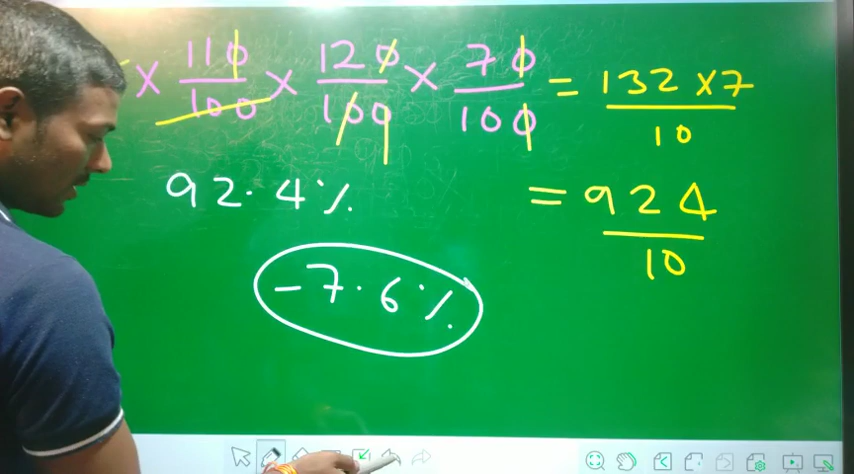 × 110/100 × 120/100 × 70/100 = 132 × 7/10
92.4% = 924/10
-7.6%